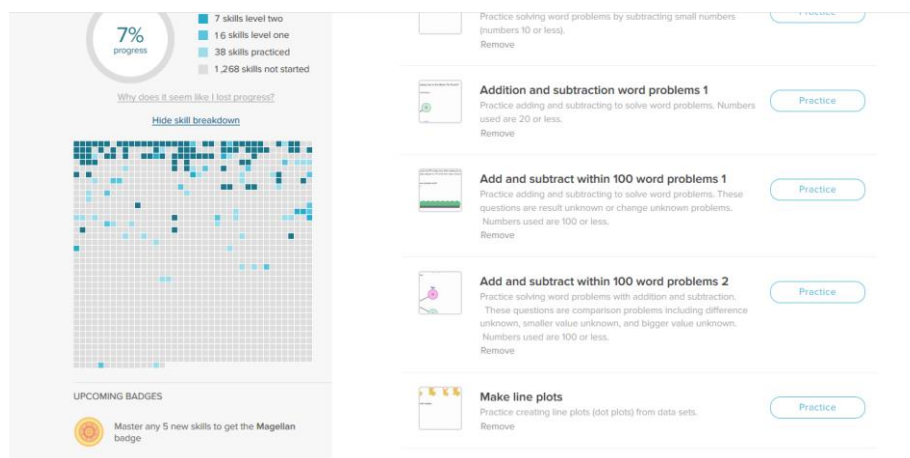 7%
progress
7 skills level two
16 skills level one
38 skills practiced
1,268 skills not started
Why does it seem like I lost progress?
Hide skill breakdown
UPCOMING BADGES
Master any 5 new skills to get the Magellan
badge
Practice solving word problems by subtracting small numbers
(numbers 10 or less).
Remove
Practice
Addition and subtraction word problems 1
Practice adding and subtracting to solve word problems. Numbers
used are 20 or less.
Remove
Practice
Add and subtract within 100 word problems 1
Practice adding and subtracting to solve word problems. These
questions are result unknown or change unknown problems.
Numbers used are 100 or less.
Remove
Practice
Add and subtract within 100 word problems 2
Practice solving word problems with addition and subtraction.
These questions are comparison problems including difference
unknown, smaller value unknown, and bigger value unknown.
Numbers used are 100 or less.
Remove
Practice
Make line plots
Practice creating line plots (dot plots) from data sets.
Remove
Practice